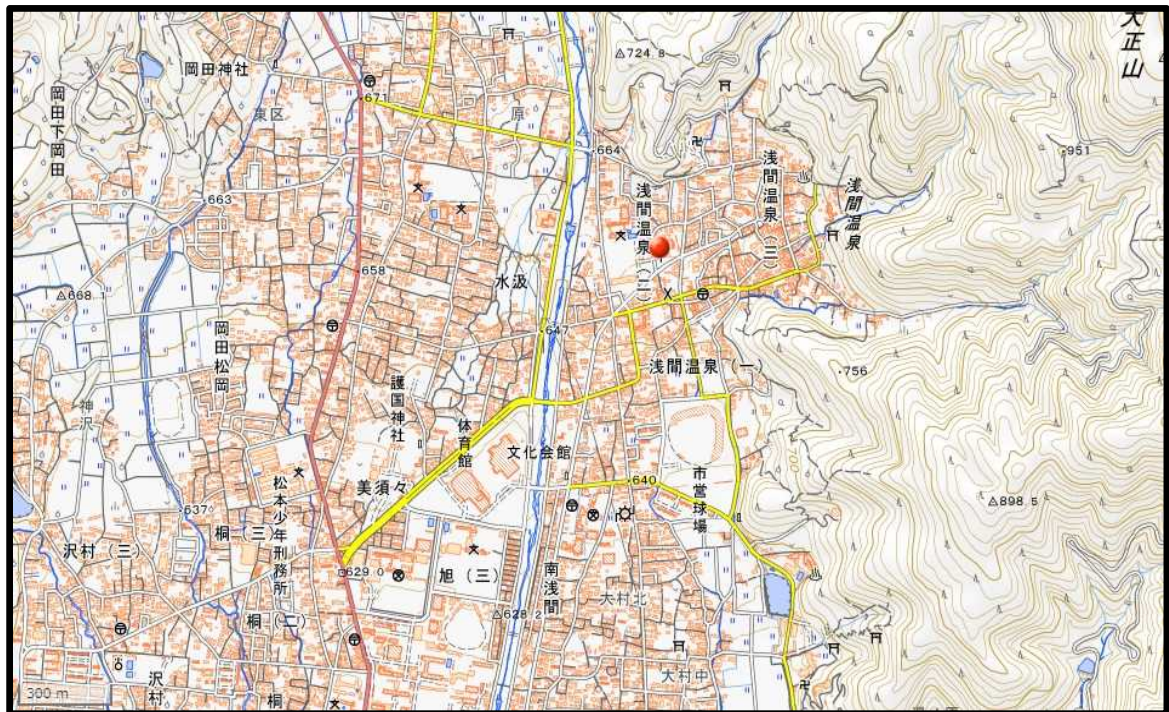 大正山
△724.8
岡田神社
671
東区
原
岡田下岡田
664
951
浅間温泉(三)
浅間温泉
浅間温泉(二)
663
658
水汲
△668.1
647
岡田松岡
浅間温泉(一)
756
護国神社
神沢
体育館
文化会館
700
美須々
640
市営球場
△898.5
松本少年刑務所
637
桐(三)
沢村(三)
629.0
旭(三)
南浅間
大村北
△628.2
桐(二)
大村中
沢村
桐
300 m